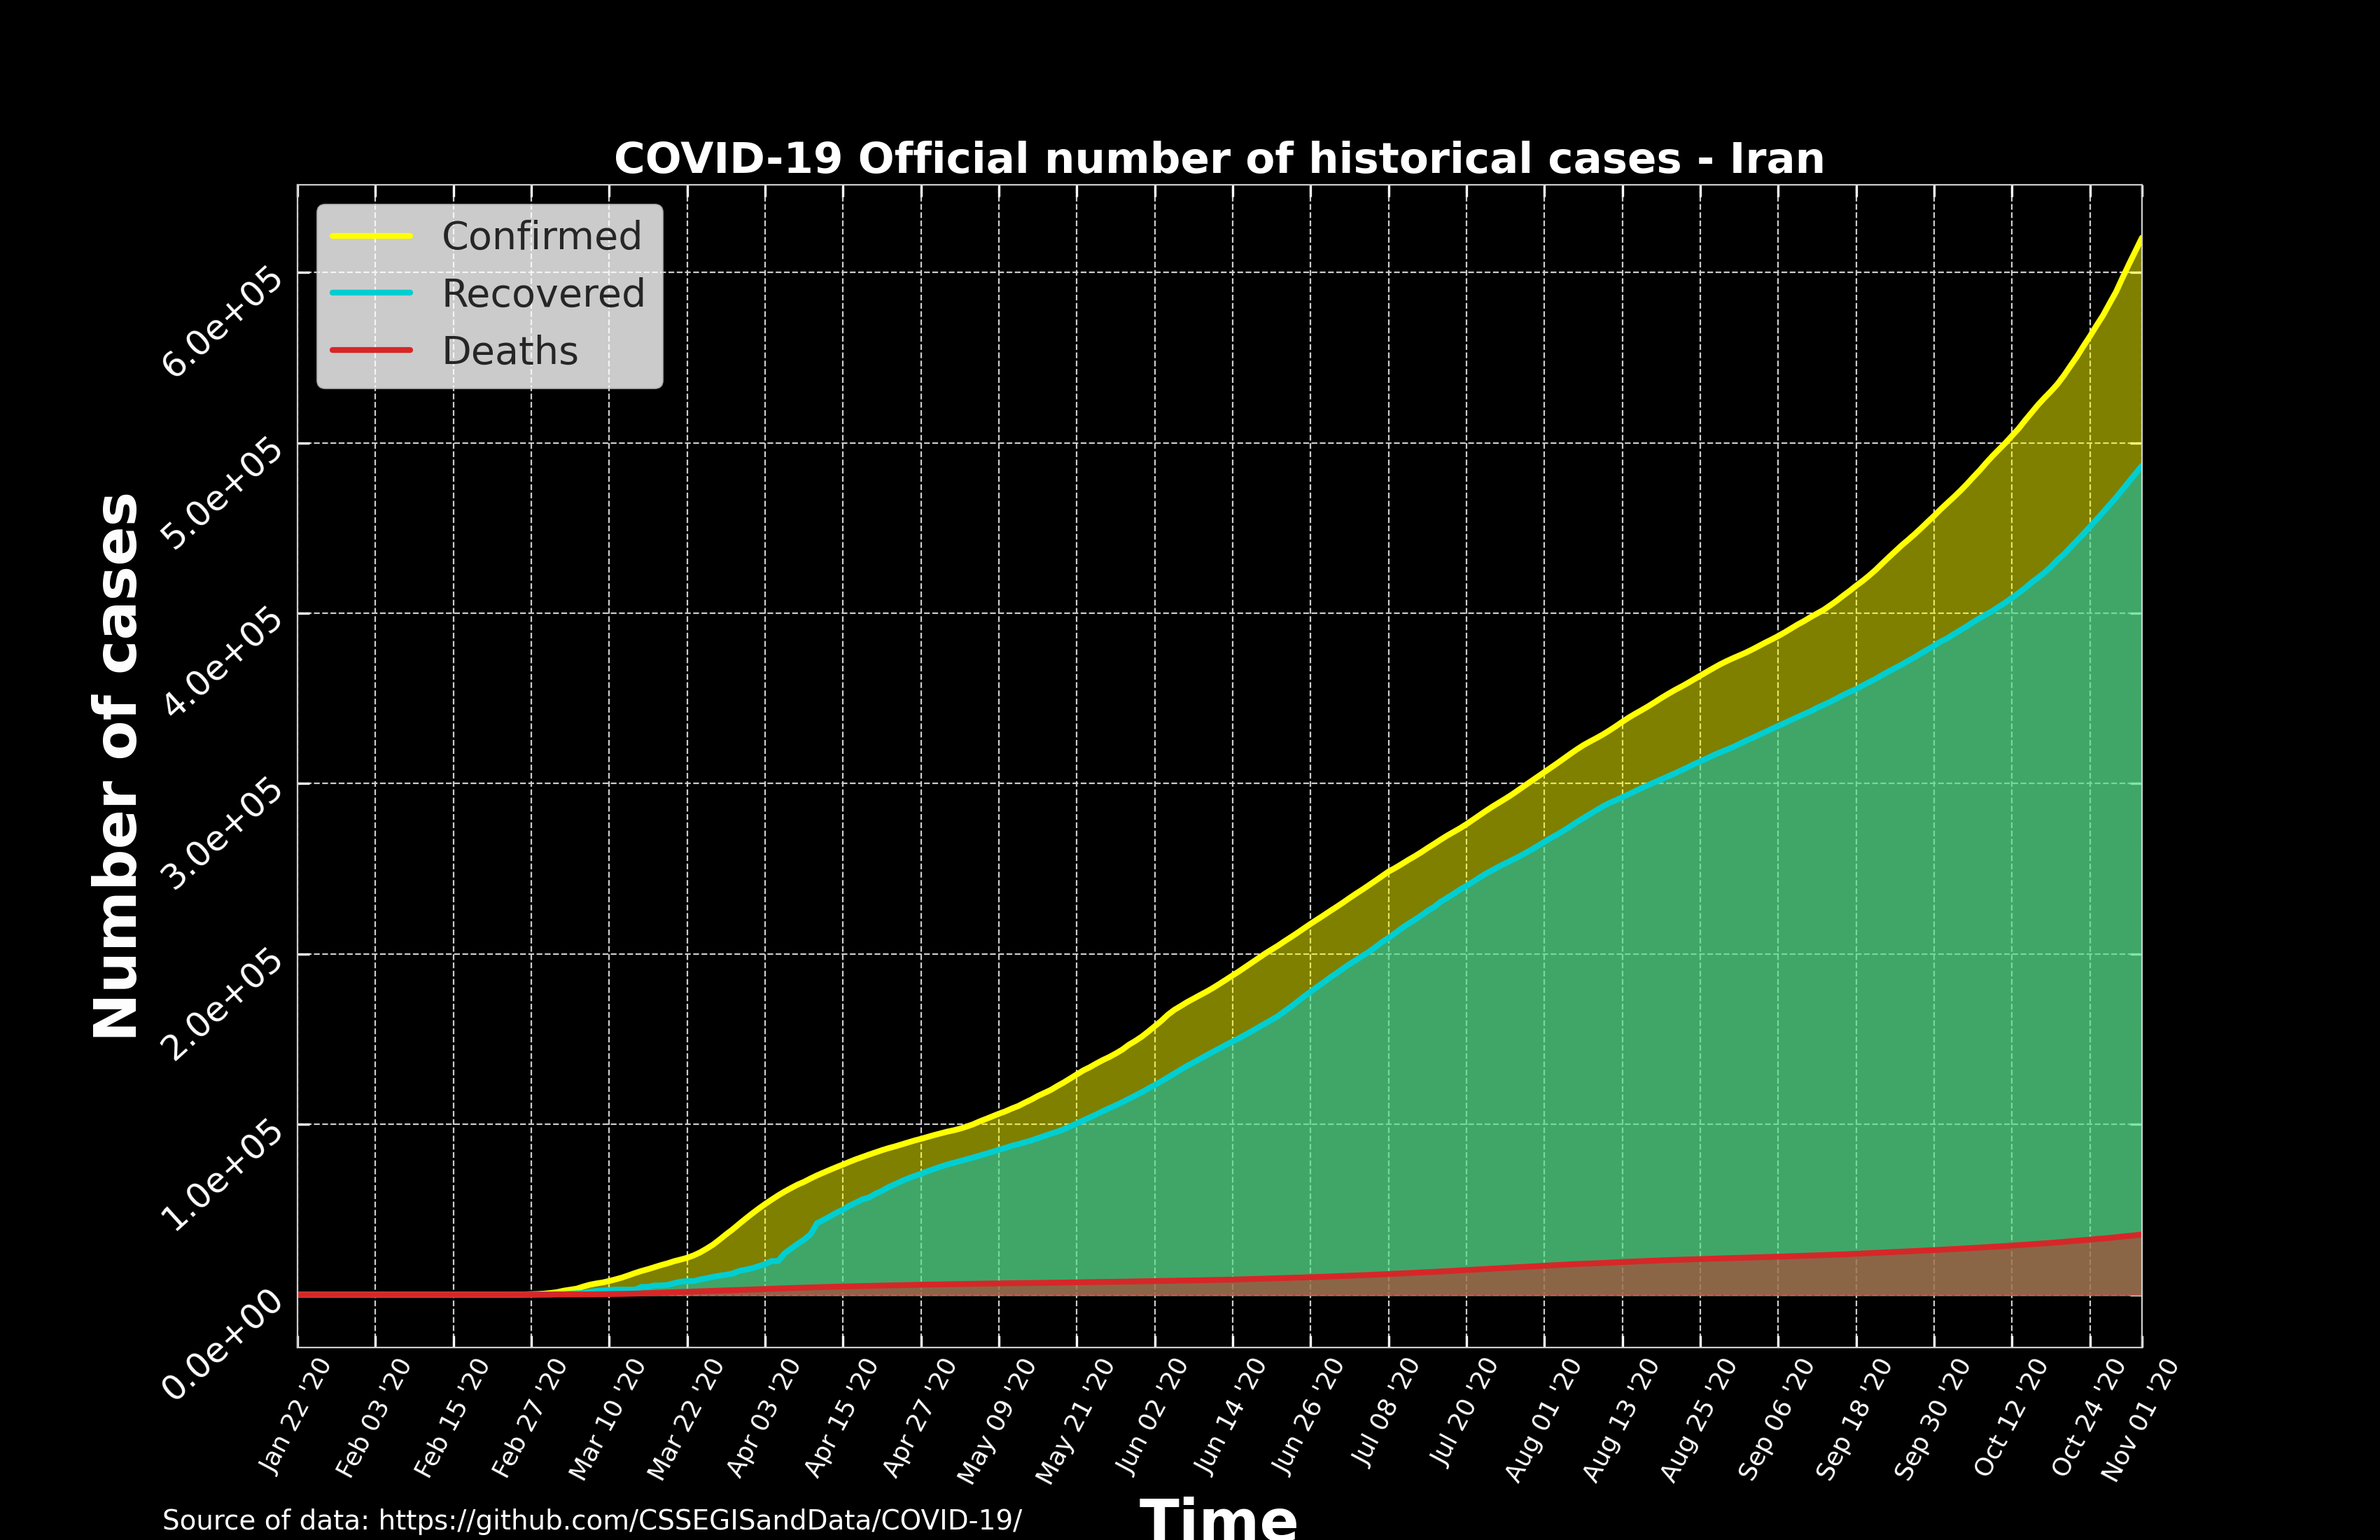 COVID-19 Official number of historical cases - Iran
Confirmed
Recovered
Deaths
Number of cases
6.0e+05
5.0e+05
4.0e+05
3.0e+05
2.0e+05
1.0e+05
0.0e+00
Jan 22 '20
Feb 03 '20
Feb 15 '20
Feb 27 '20
Mar 10 '20
Mar 22 '20
Apr 03 '20
Apr 15 '20
Apr 27 '20
May 09 '20
May 21 '20
Jun 02 '20
Jun 14 '20
Jun 26 '20
Jul 08 '20
Jul 20 '20
Aug 01 '20
Aug 13 '20
Aug 25 '20
Sep 06 '20
Sep 18 '20
Sep 30 '20
Oct 12 '20
Oct 24 '20
Nov 01 '20
Time
Source of data: https://github.com/CSSEGISandData/COVID-19/